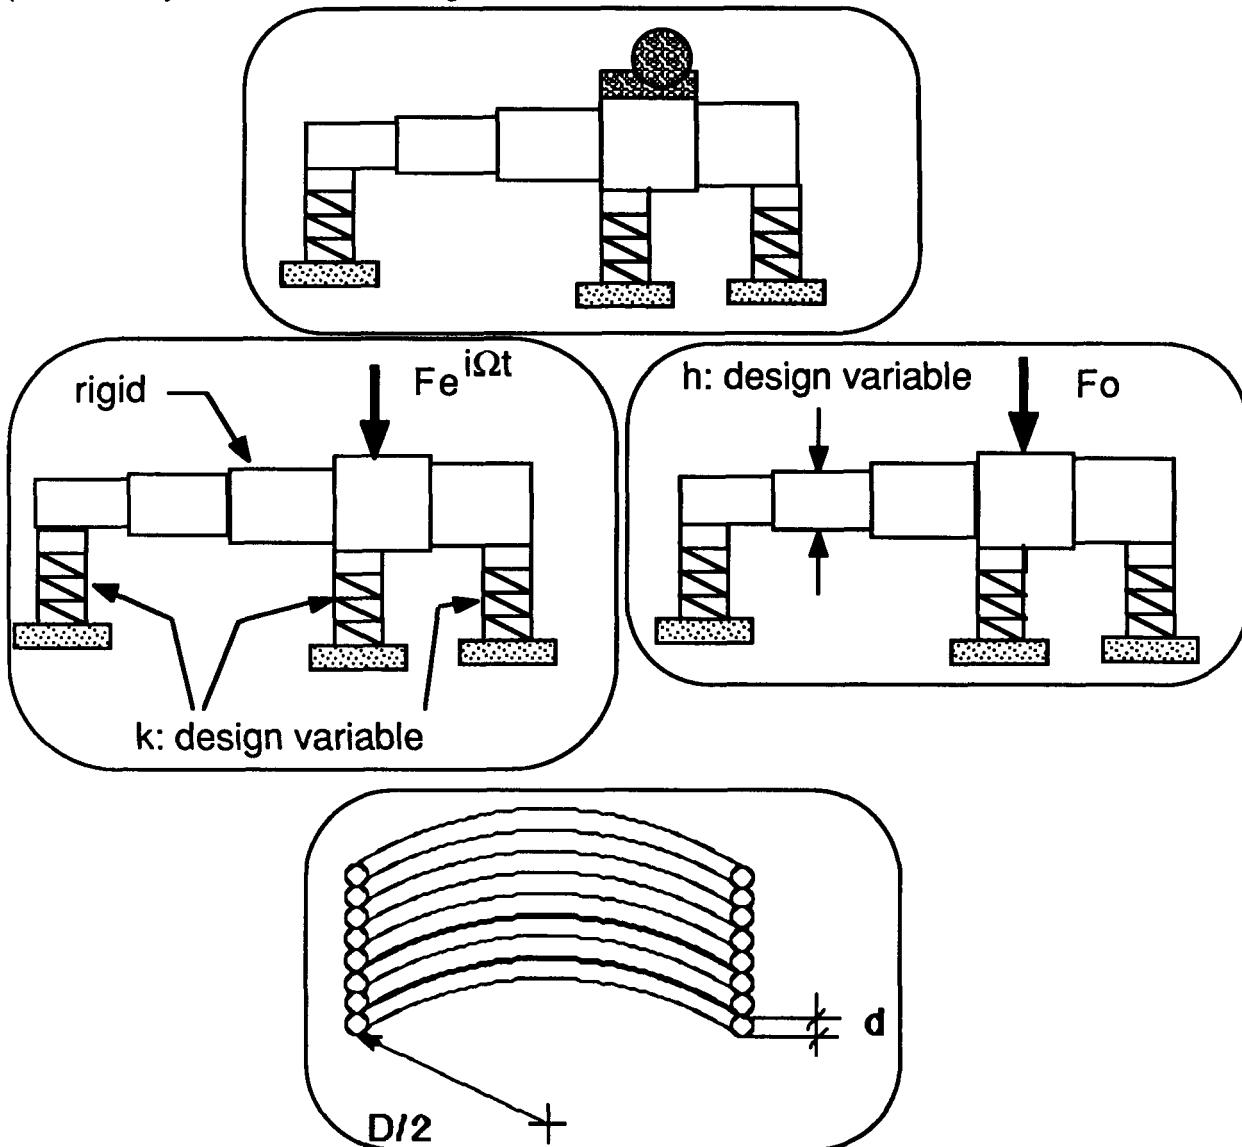 rigid
Fe^iΩt
k: design variable
h: design variable
Fo
d
D/2